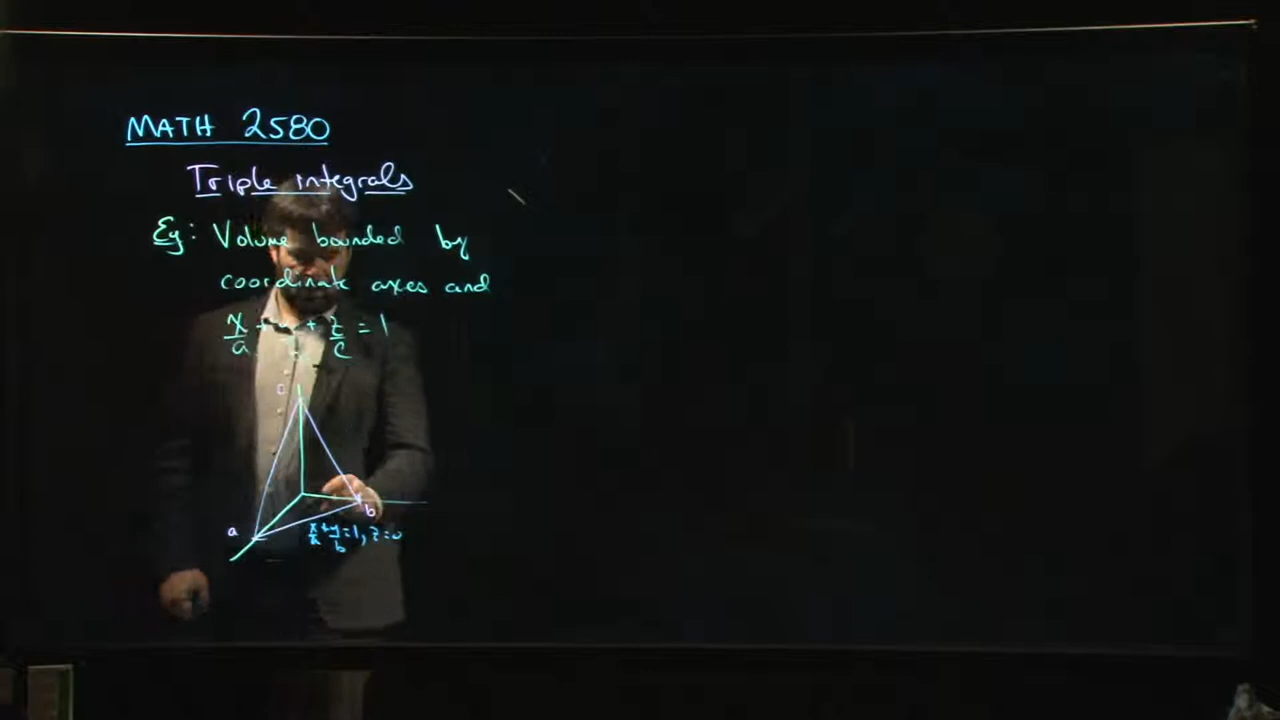 MATH 2580
Triple integrals
Eg: Volume bounded by
coordinate axes and
x/a + y/b + z/c = 1
c
b
a
x/a + y/b = 1, z=0